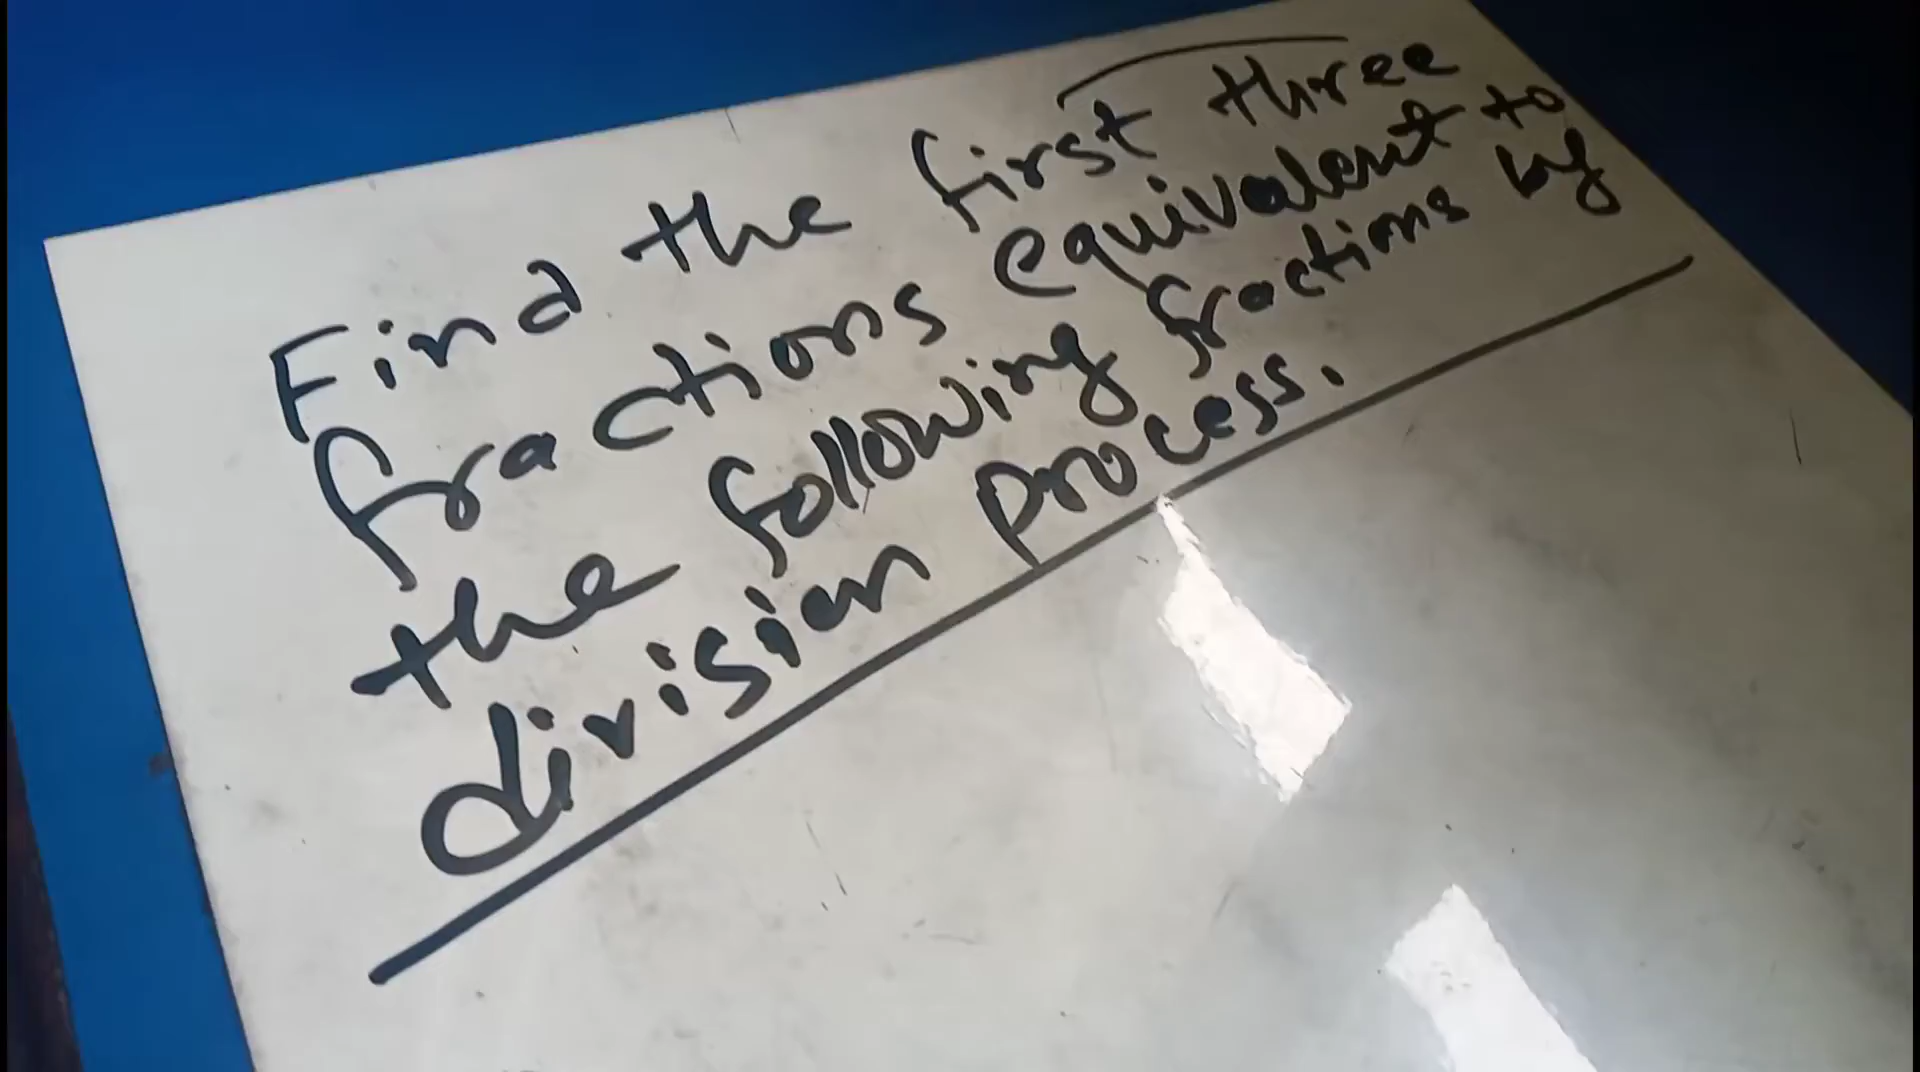 Find the first three
fractions equivalent to
the following fractions by
division process.